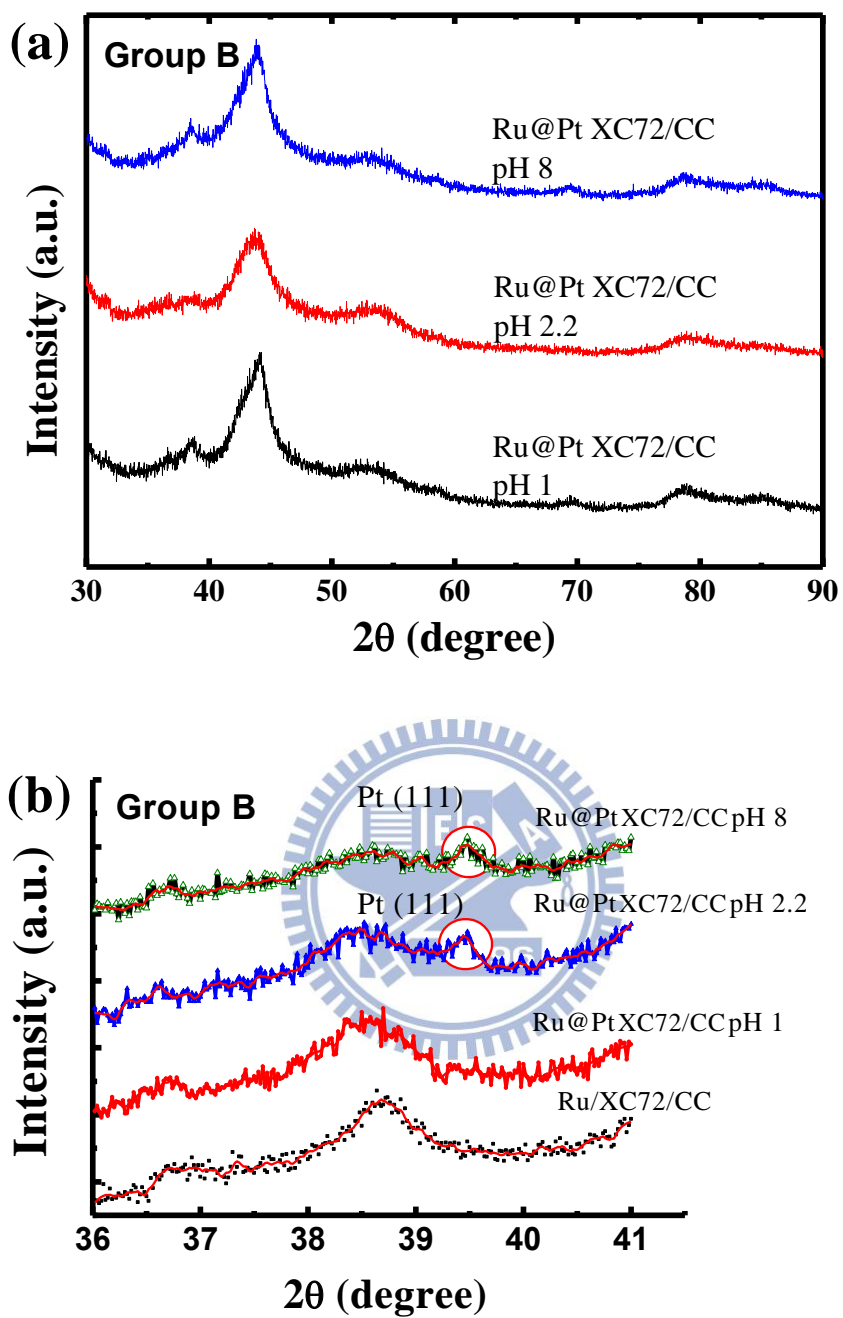 (a)
Group B
Ru@Pt XC72/CC
pH 8
Ru@Pt XC72/CC
pH 2.2
Ru@Pt XC72/CC
pH 1
Intensity (a.u.)
30 40 50 60 70 80 90
2θ (degree)
(b)
Group B
Pt (111)
Ru@PtXC72/CCpH 8
Pt (111)
Ru@PtXC72/CCpH 2.2
Ru@PtXC72/CCpH 1
Ru/XC72/CC
Intensity (a.u.)
36 37 38 39 40 41
2θ (degree)